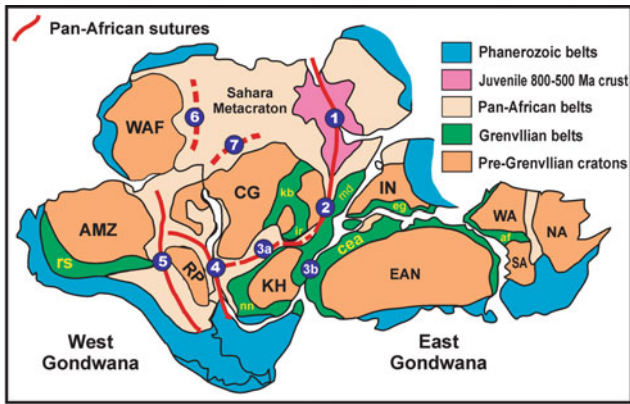 Pan-African sutures
Phanerozoic belts
Juvenile 800-500 Ma crust
Pan-African belts
Grenvllian belts
Pre-Grenvllian cratons
Sahara
Metacraton
WAF
6
1
7
CG
kb
2
md
IN
eg
ir
AMZ
rs
5
RP
4
3a
3b
KH
nn
cea
EAN
WA
af
SA
NA
West
Gondwana
East
Gondwana